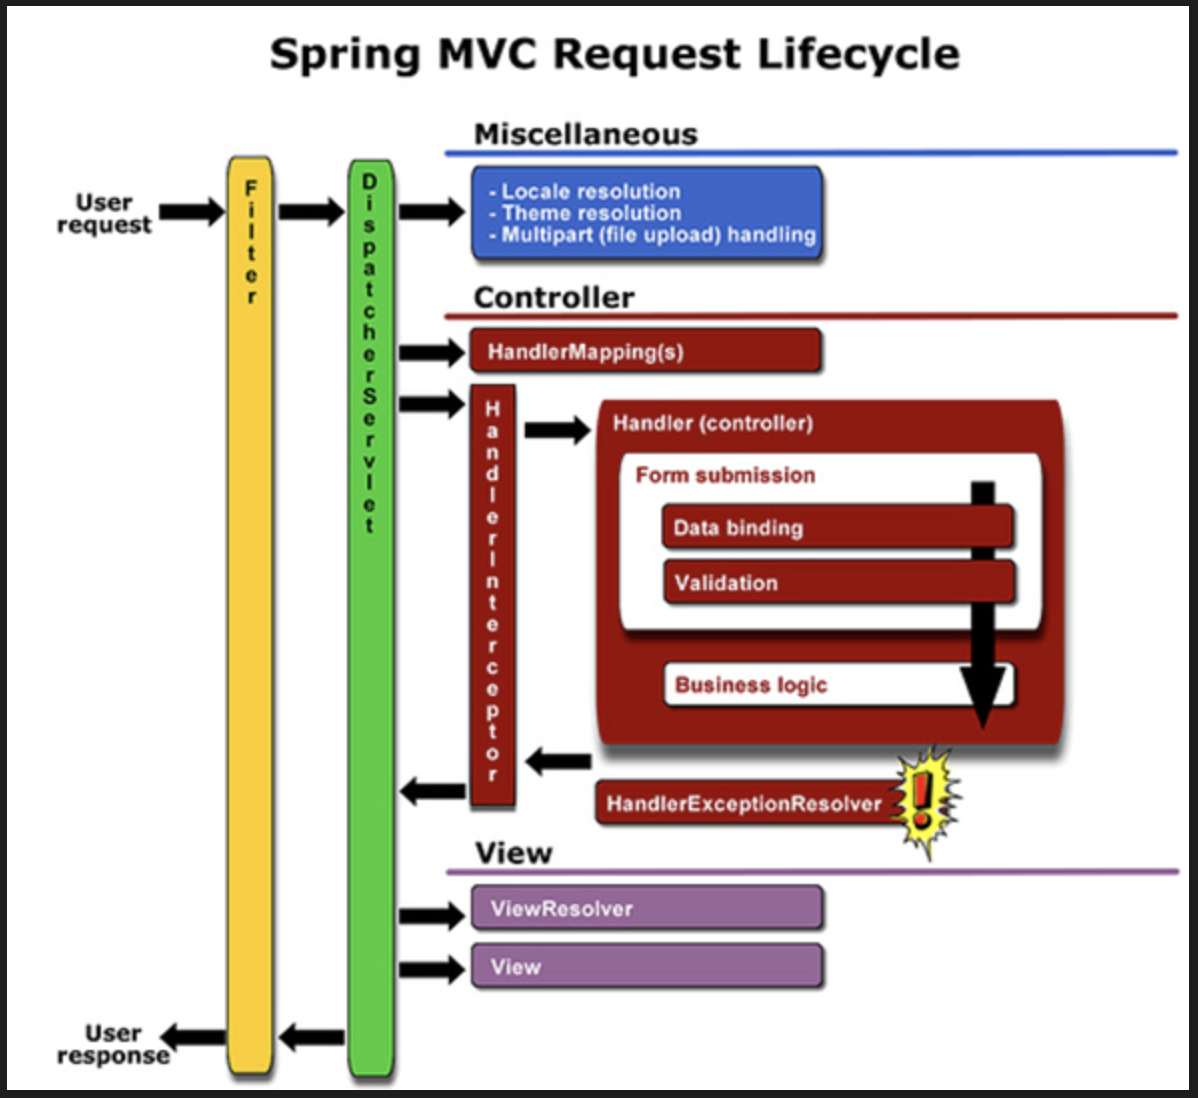 Spring MVC Request Lifecycle
Miscellaneous
User
request
Filter
DispatcherServlet
- Locale resolution
- Theme resolution
- Multipart (file upload) handling
Controller
HandlerMapping(s)
HandlerInterceptor
Handler (controller)
Form submission
Data binding
Validation
Business logic
HandlerExceptionResolver
!
View
ViewResolver
View
User
response